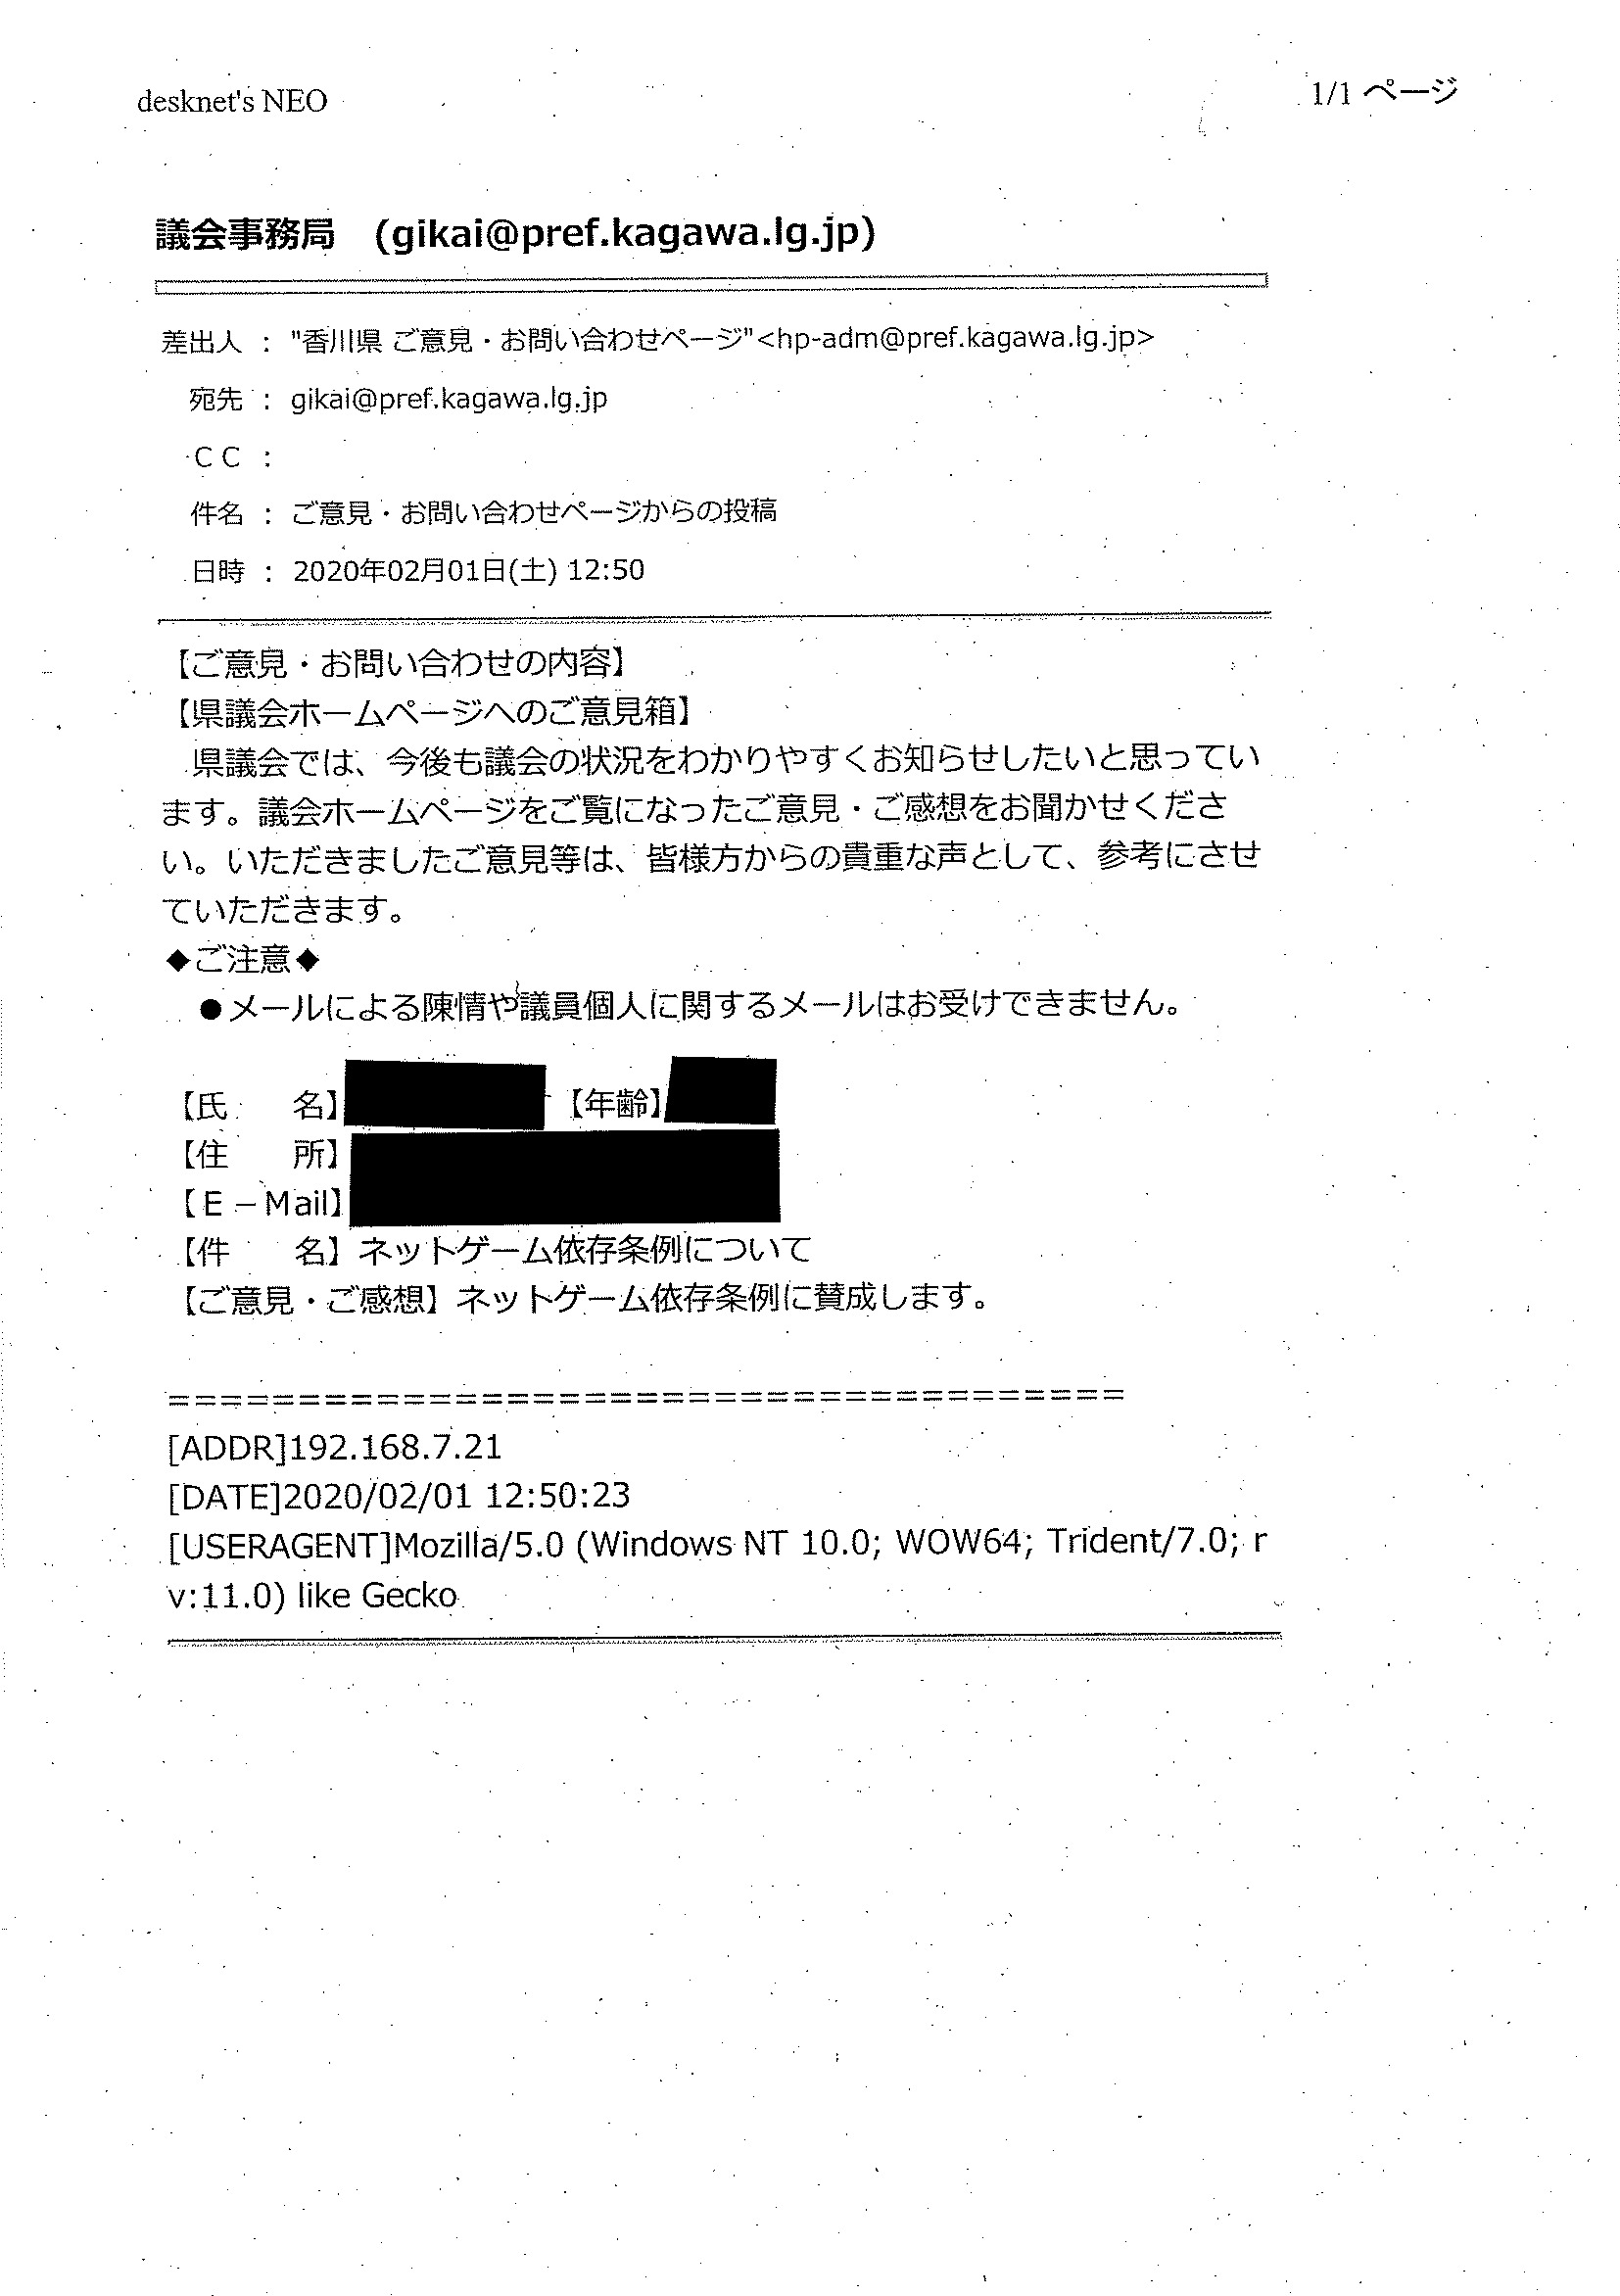 desknet's NEO
1/1 ページ
議会事務局　(gikai@pref.kagawa.lg.jp)
差出人 : "香川県 ご意見・お問い合わせページ"<hp-adm@pref.kagawa.lg.jp>
宛先 : gikai@pref.kagawa.lg.jp
ＣＣ :
件名 : ご意見・お問い合わせページからの投稿
日時 : 2020年02月01日(土) 12:50
【ご意見・お問い合わせの内容】
【県議会ホームページへのご意見箱】
　県議会では、今後も議会の状況をわかりやすくお知らせしたいと思ってい
ます。議会ホームページをご覧になったご意見・ご感想をお聞かせくださ
い。いただきましたご意見等は、皆様方からの貴重な声として、参考にさせ
ていただきます。
◆ご注意◆
　●メールによる陳情や議員個人に関するメールはお受けできません。
【氏　　名】　【年齢】
【住　　所】
【Ｅ－Mail】
【件　　名】ネットゲーム依存条例について
【ご意見・ご感想】ネットゲーム依存条例に賛成します。
=====================================
[ADDR]192.168.7.21
[DATE]2020/02/01 12:50:23
[USERAGENT]Mozilla/5.0 (Windows NT 10.0; WOW64; Trident/7.0; r
v:11.0) like Gecko